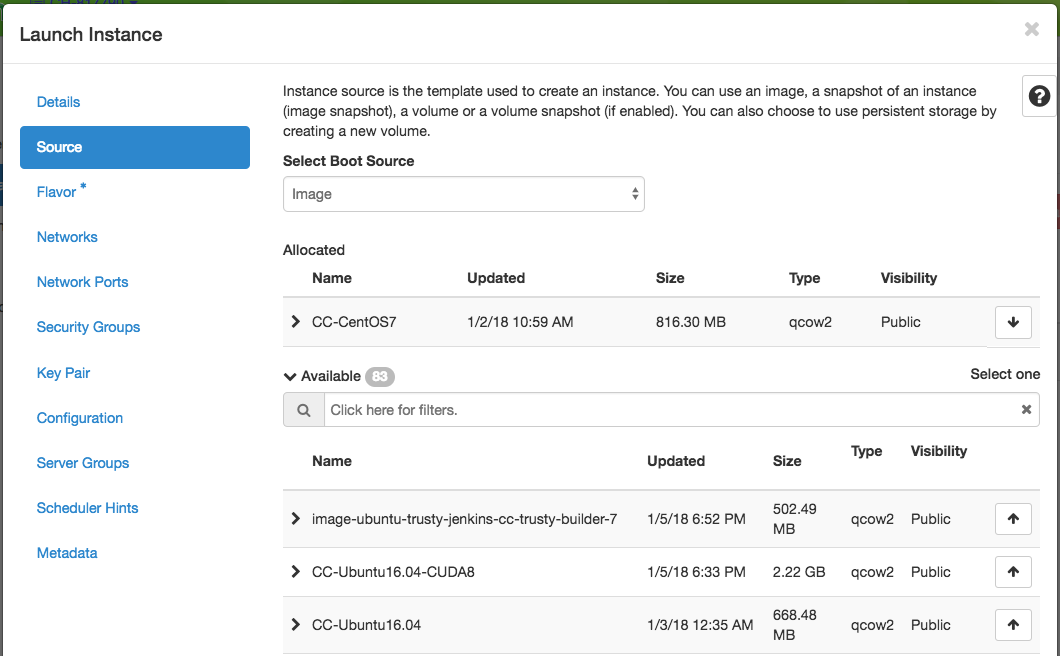 Launch Instance
Details
Source
Flavor *
Networks
Network Ports
Security Groups
Key Pair
Configuration
Server Groups
Scheduler Hints
Metadata
Instance source is the template used to create an instance. You can use an image, a snapshot of an instance
(image snapshot), a volume or a volume snapshot (if enabled). You can also choose to use persistent storage by
creating a new volume.
Select Boot Source
Image
Allocated
Name Updated Size Type Visibility
CC-CentOS7 1/2/18 10:59 AM 816.30 MB qcow2 Public
Available 83 Select one
Click here for filters.
Name Updated Size Type Visibility
image-ubuntu-trusty-jenkins-cc-trusty-builder-7 1/5/18 6:52 PM 502.49 MB qcow2 Public
CC-Ubuntu16.04-CUDA8 1/5/18 6:33 PM 2.22 GB qcow2 Public
CC-Ubuntu16.04 1/3/18 12:35 AM 668.48 MB qcow2 Public